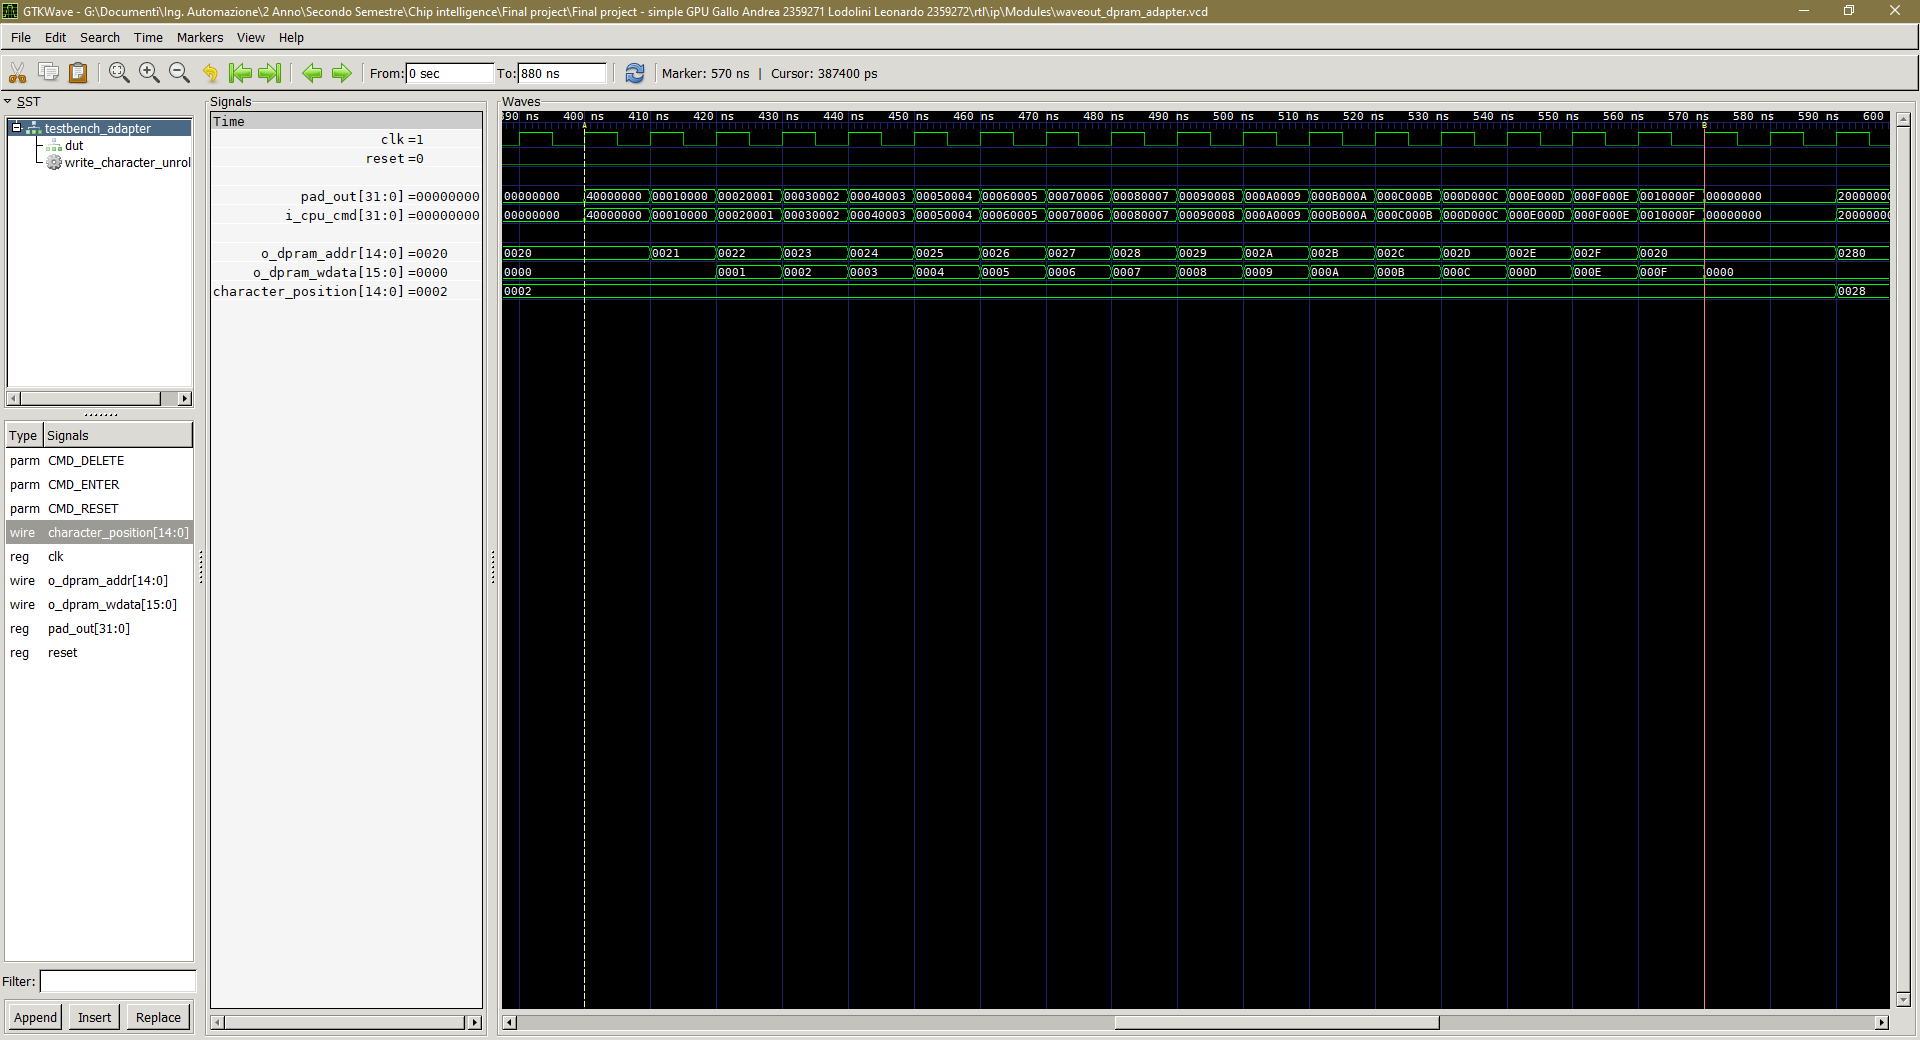 GTKWave - G:\Documenti\Ing. Automazione\2 Anno\Secondo Semestre\Chip intelligence\Final project\Final project - simple GPU Gallo Andrea 2359271 Lodolini Leonardo 2359272\rtl\ip\Modules\waveout_dpram_adapter.vcd
File Edit Search Time Markers View Help
From: 0 sec To: 880 ns Marker: 570 ns | Cursor: 387400 ps
SST
testbench_adapter
dut
write_character_unrol
Type Signals
parm CMD_DELETE
parm CMD_ENTER
parm CMD_RESET
wire character_position[14:0]
reg clk
wire o_dpram_addr[14:0]
wire o_dpram_wdata[15:0]
reg pad_out[31:0]
reg reset
Filter:
Append Insert Replace
Signals
Time
clk =1
reset =0
pad_out[31:0] =00000000
i_cpu_cmd[31:0] =00000000
o_dpram_addr[14:0] =0020
o_dpram_wdata[15:0] =0000
character_position[14:0] =0002
Waves
390 ns 400 ns 410 ns 420 ns 430 ns 440 ns 450 ns 460 ns 470 ns 480 ns 490 ns 500 ns 510 ns 520 ns 530 ns 540 ns 550 ns 560 ns 570 ns 580 ns 590 ns 600
A B
00000000 40000000 00010000 00020001 00030002 00040003 00050004 00060005 00070006 00080007 00090008 000A0009 000B000A 000C000B 000D000C 000E000D 000F000E 0010000F 00000000 2000000
00000000 40000000 00010000 00020001 00030002 00040003 00050004 00060005 00070006 00080007 00090008 000A0009 000B000A 000C000B 000D000C 000E000D 000F000E 0010000F 00000000 2000000
0020 0021 0022 0023 0024 0025 0026 0027 0028 0029 002A 002B 002C 002D 002E 002F 0020 0280
0000 0001 0002 0003 0004 0005 0006 0007 0008 0009 000A 000B 000C 000D 000E 000F 0000
0002 0028